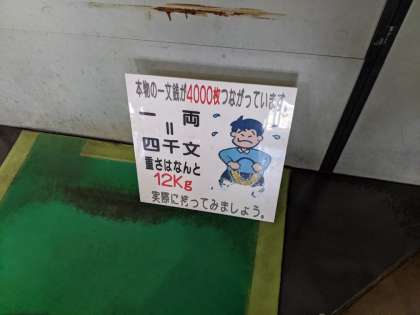 本物の一文銭が4000枚つながっています。
一両
=
四千文
重さはなんと
12Kg
実際に持ってみましょう。